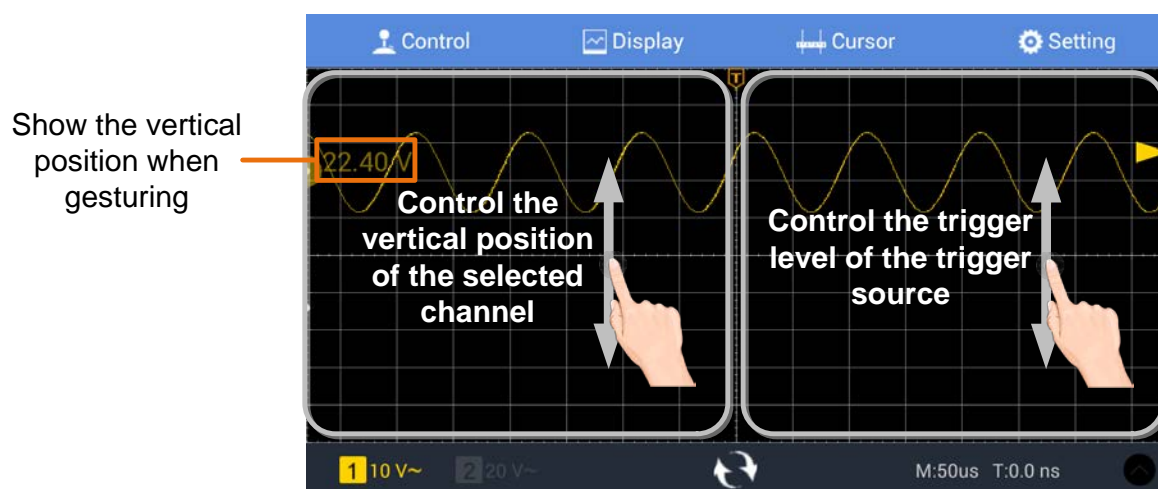 Control
Display
Cursor
Setting
T
Show the vertical
position when
gesturing
22.40 V
Control the
vertical position
of the selected
channel
Control the trigger
level of the trigger
source
1 10 V~
2 20 V~
M:50us T:0.0 ns